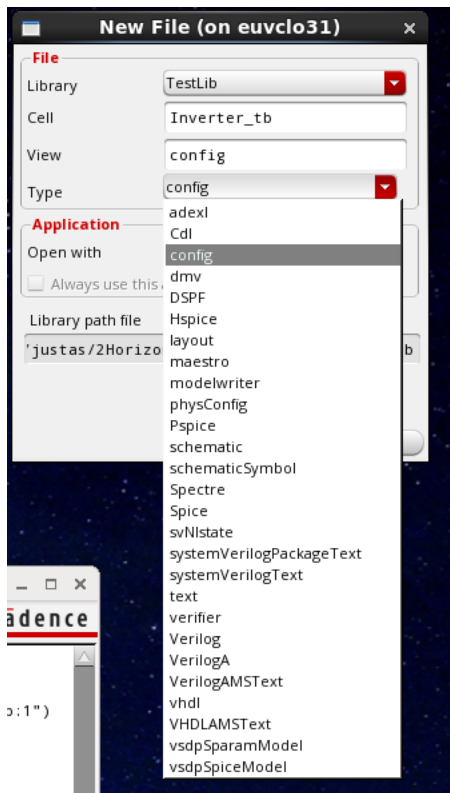 New File (on euvclo31)
File
Library TestLib
Cell Inverter_tb
View config
Type config
adexl
Cdl
config
dmv
DSPF
Hspice
layout
maestro
modelwriter
physConfig
Pspice
schematic
schematicSymbol
Spectre
Spice
svNIstate
systemVerilogPackageText
systemVerilogText
text
verifier
Verilog
VerilogA
VerilogAMSText
vhdl
VHDLAMSText
vsdpSparamModel
vsdpSpiceModel
Application
Open with
Always use this
Library path file
'justas/2Horizo b
adence
o:1")